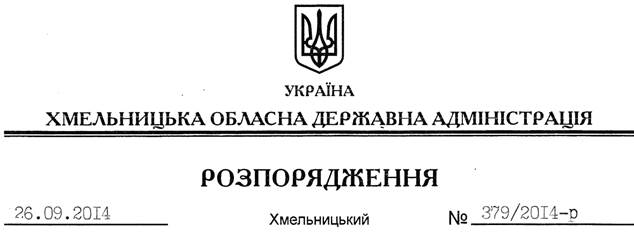 УКРАЇНА
ХМЕЛЬНИЦЬКА ОБЛАСНА ДЕРЖАВНА АДМІНІСТРАЦІЯ
РОЗПОРЯДЖЕННЯ
26.09.2014 Хмельницький № 379/2014-р